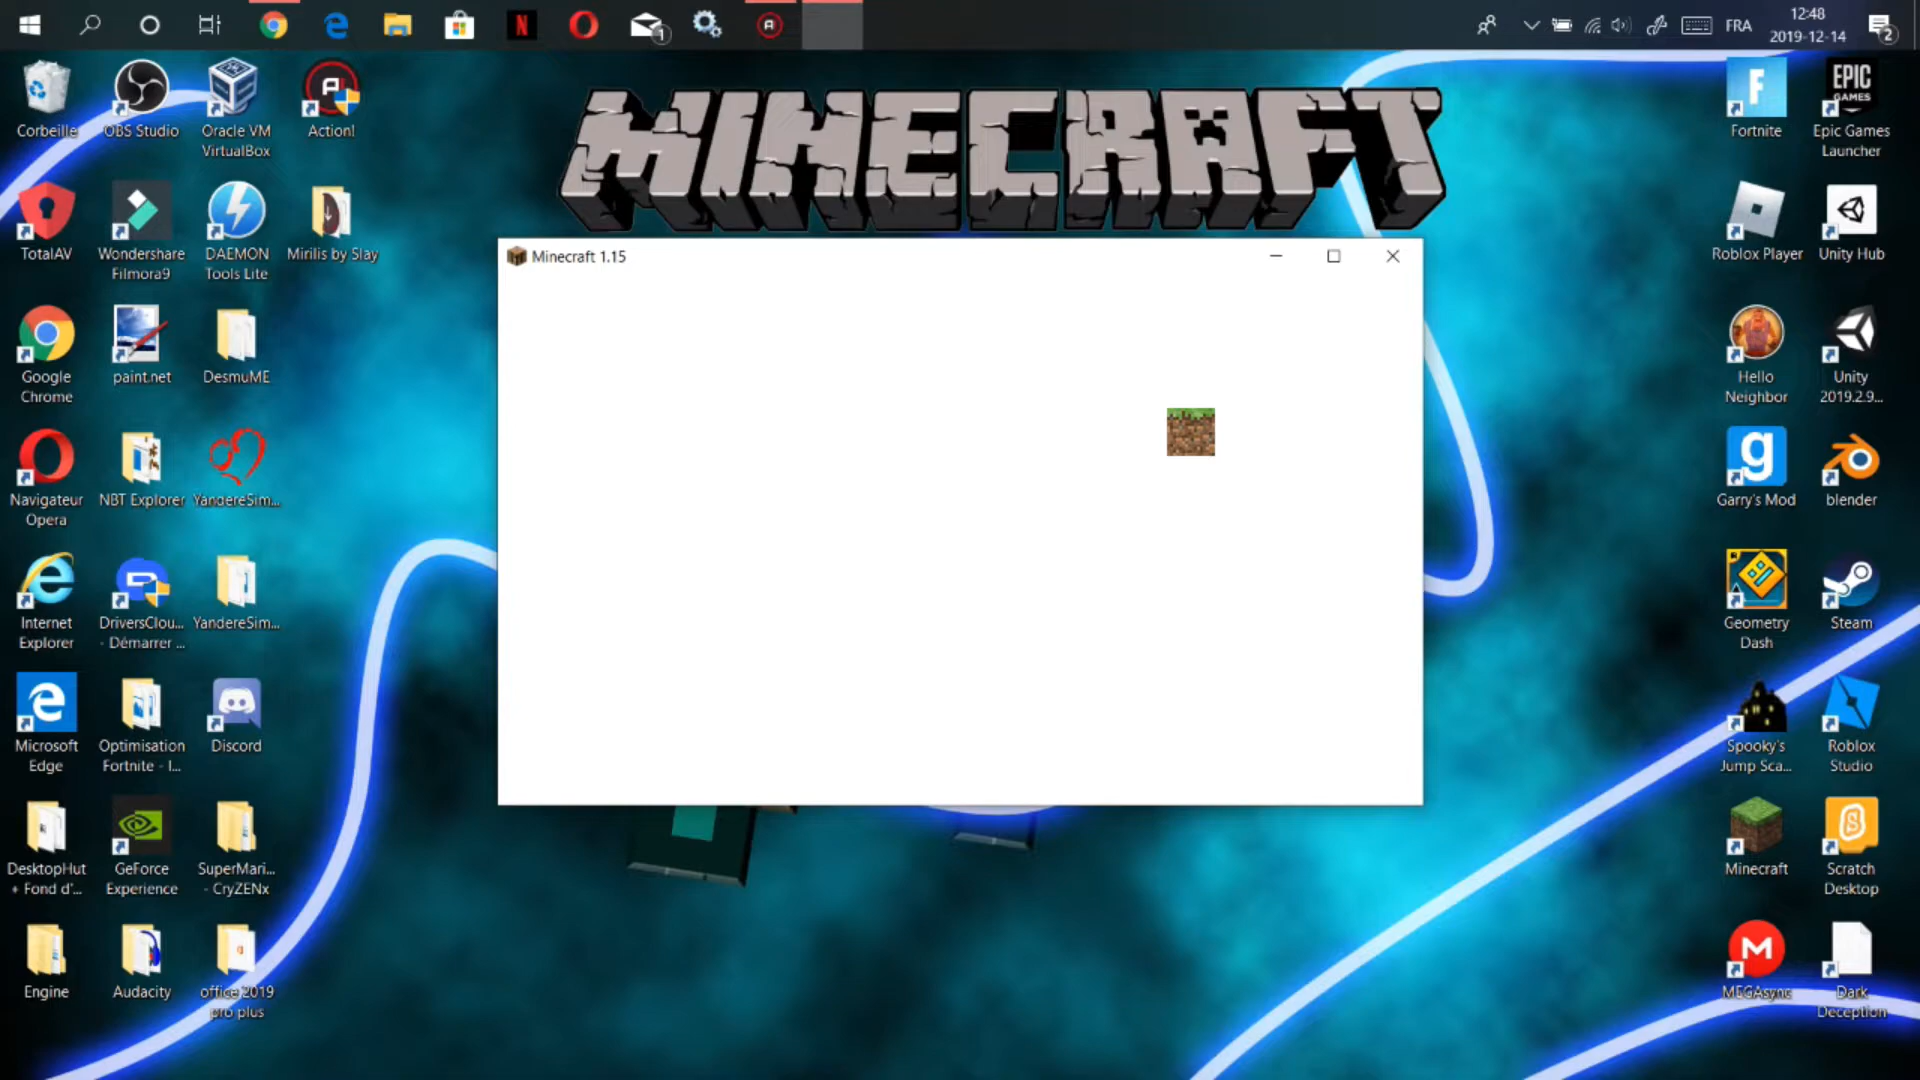 FRA
12:48
2019-12-14
1
2
MINECRAFT
Minecraft 1.15
Corbeille
OBS Studio
Oracle VM
VirtualBox
Action!
TotalAV
Wondershare
Filmora9
DAEMON
Tools Lite
Mirilis by Slay
Google
Chrome
paint.net
DesmuME
Navigateur
Opera
NBT Explorer
YandereSim...
Internet
Explorer
DriversClou...
- Démarrer ...
YandereSim...
Microsoft
Edge
Optimisation
Fortnite - l...
Discord
DesktopHut
+ Fond d'...
GeForce
Experience
SuperMari...
- CryZENx
Engine
Audacity
office 2019
pro plus
Fortnite
EPIC
GAMES
Epic Games
Launcher
Roblox Player
Unity Hub
Hello
Neighbor
Unity
2019.2.9...
Garry's Mod
blender
Geometry
Dash
Steam
Spooky's
Jump Sca...
Roblox
Studio
Minecraft
Scratch
Desktop
MEGAsync
Dark
Deception